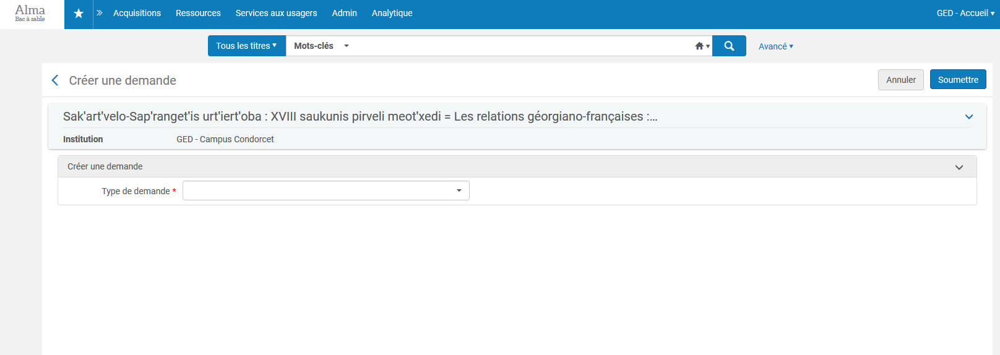 Alma
Bac à sable
Acquisitions Ressources Services aux usagers Admin Analytique GED - Accueil
Tous les titres Mots-clés Avancé
Créer une demande Annuler Soumettre
Sak'art'velo-Sap'ranget'is urt'iert'oba : XVIII saukunis pirveli meot'xedi = Les relations géorgiano-françaises :...
Institution GED - Campus Condorcet
Créer une demande
Type de demande *